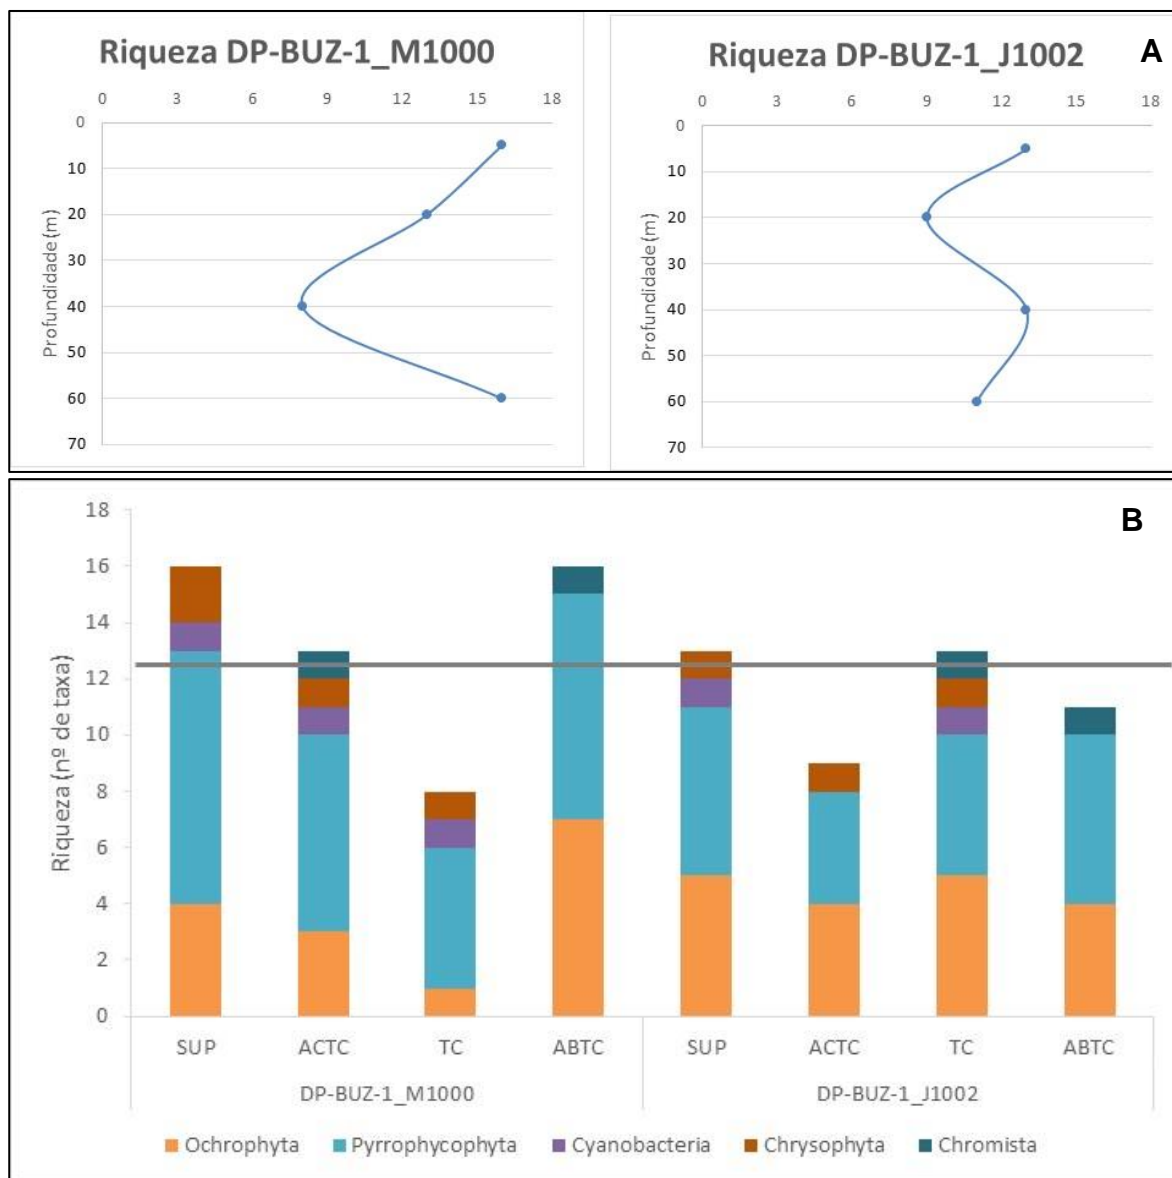 Riqueza DP-BUZ-1_M1000
0 3 6 9 12 15 18
0
10
20
30
40
50
60
70
Profundidade (m)
Riqueza DP-BUZ-1_J1002
A
0 3 6 9 12 15 18
0
10
20
30
40
50
60
70
Profundidade (m)
B
18
16
14
12
10
8
6
4
2
0
Riqueza (nº de taxa)
SUP ACTC TC ABTC SUP ACTC TC ABTC
DP-BUZ-1_M1000 DP-BUZ-1_J1002
Ochrophyta Pyrrophycophyta Cyanobacteria Chrysophyta Chromista